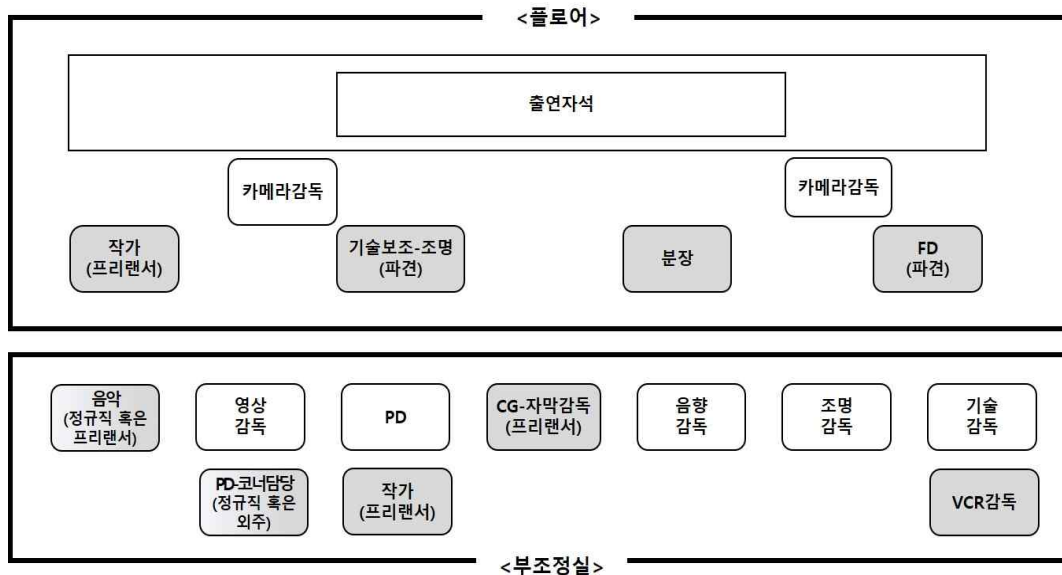 <플로어>
출연자석
카메라감독
카메라감독
작가
(프리랜서)
기술보조-조명
(파견)
분장
FD
(파견)
음악
(정규직 혹은
프리랜서)
영상
감독
PD
CG-자막감독
(프리랜서)
음향
감독
조명
감독
기술
감독
PD-코너담당
(정규직 혹은
외주)
작가
(프리랜서)
VCR감독
<부조정실>